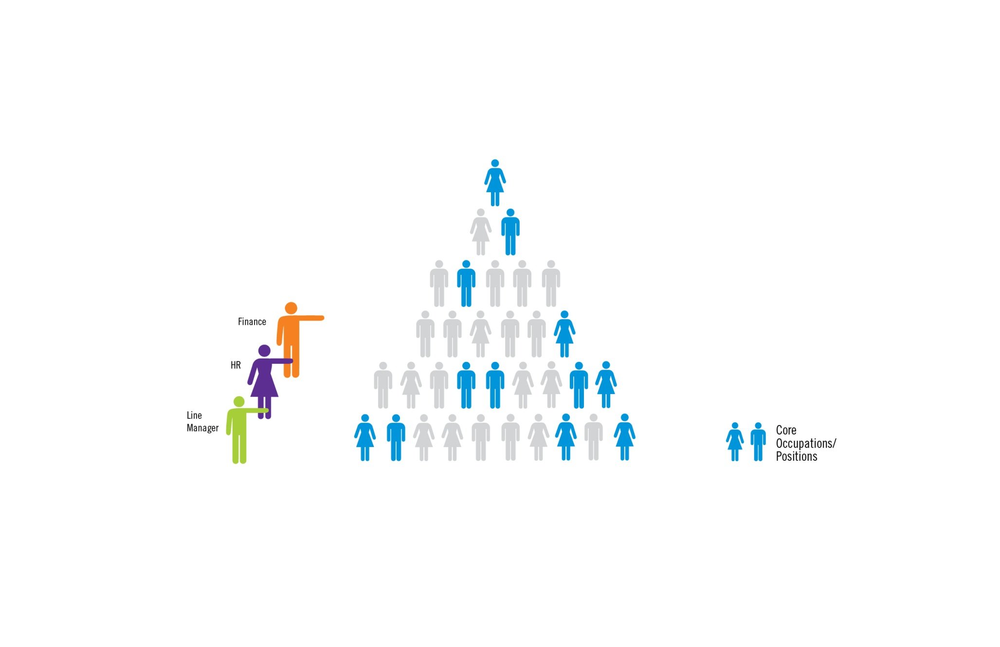 Finance
HR
Line
Manager
Core
Occupations/
Positions